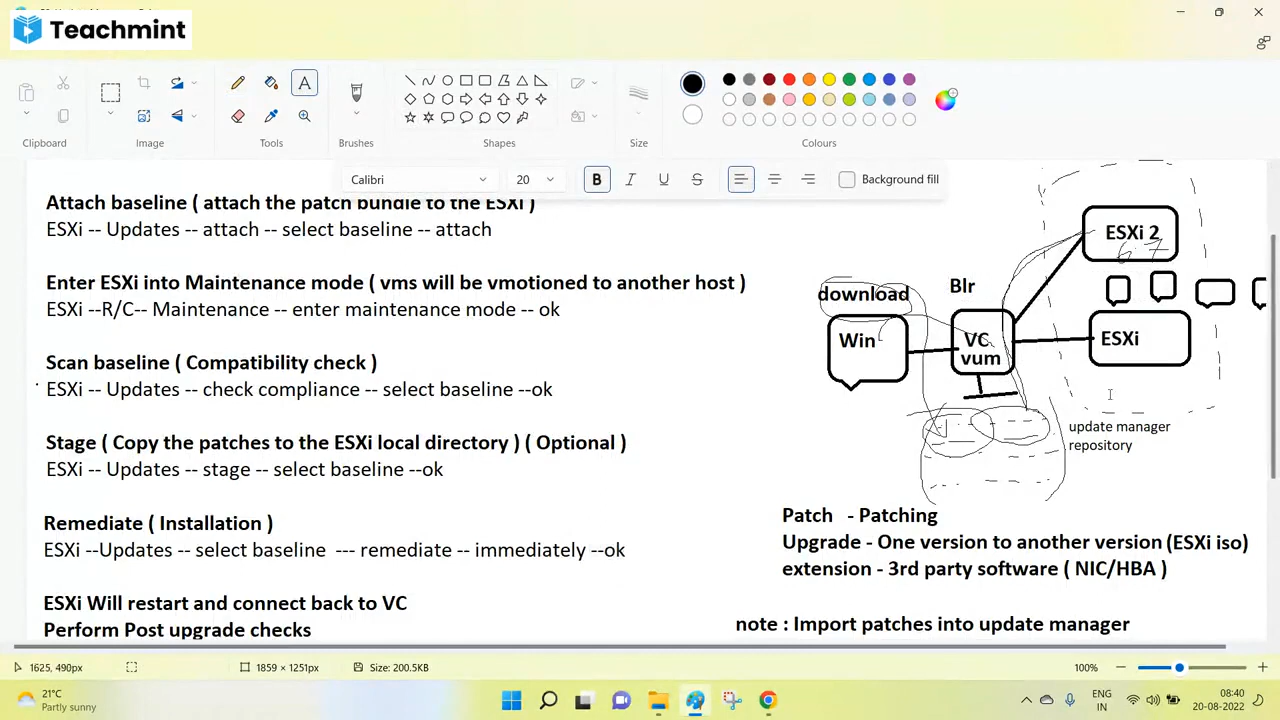 Teachmint
Clipboard
Image
Tools
Brushes
Shapes
Size
Colours
Calibri
20
Background fill
Attach baseline ( attach the patch bundle to the ESXi )
ESXi -- Updates -- attach -- select baseline -- attach
Enter ESXi into Maintenance mode ( vms will be vmotioned to another host )
ESXi --R/C-- Maintenance -- enter maintenance mode -- ok
Scan baseline ( Compatibility check )
ESXi -- Updates -- check compliance -- select baseline --ok
Stage ( Copy the patches to the ESXi local directory ) ( Optional )
ESXi -- Updates -- stage -- select baseline --ok
Remediate ( Installation )
ESXi --Updates -- select baseline --- remediate -- immediately --ok
ESXi Will restart and connect back to VC
Perform Post upgrade checks
ESXi 2
6.7
Blr
download
Win
VC
vum
ESXi
update manager
repository
Patch - Patching
Upgrade - One version to another version (ESXi iso)
extension - 3rd party software ( NIC/HBA )
note : Import patches into update manager
1625, 490px
1859 × 1251px
Size: 200.5KB
100%
21°C
Partly sunny
ENG
IN
08:40
20-08-2022